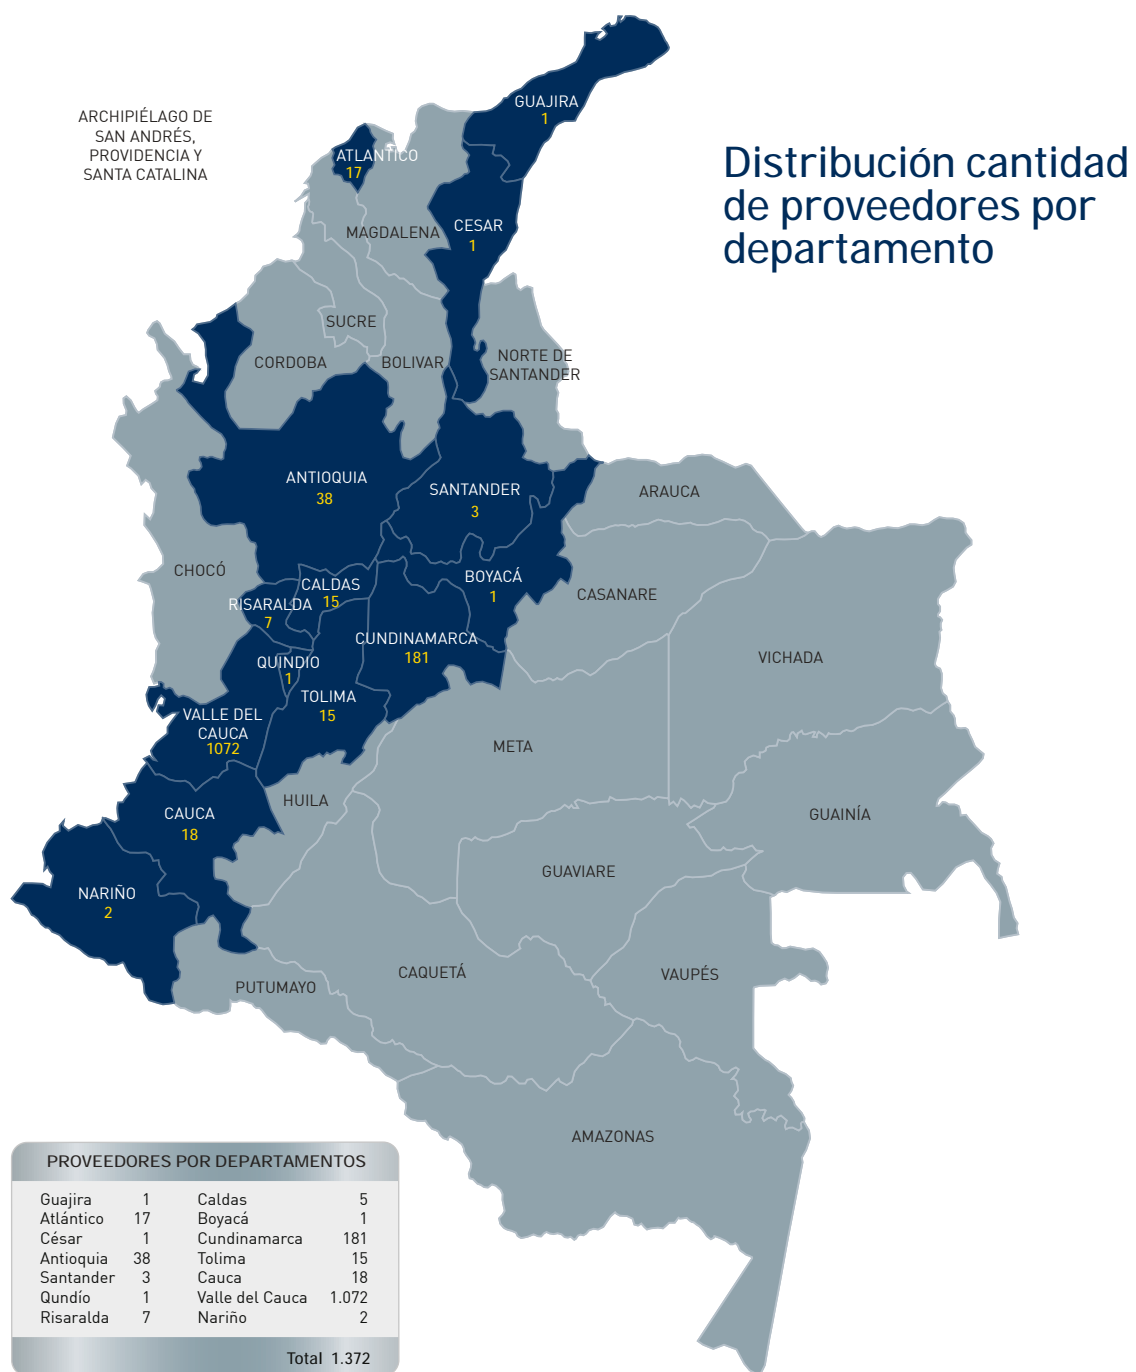 Distribución cantidad
de proveedores por
departamento
ARCHIPIÉLAGO DE
SAN ANDRÉS,
PROVIDENCIA Y
SANTA CATALINA
GUAJIRA
1
ATLANTICO
17
MAGDALENA
CESAR
1
SUCRE
CORDOBA
BOLIVAR
NORTE DE
SANTANDER
ANTIOQUIA
38
SANTANDER
3
ARAUCA
CHOCÓ
CALDAS
15
RISARALDA
7
BOYACÁ
1
CASANARE
CUNDINAMARCA
181
QUINDIO
1
VICHADA
TOLIMA
15
VALLE DEL
CAUCA
1072
META
HUILA
CAUCA
18
GUAINÍA
GUAVIARE
NARIÑO
2
CAQUETÁ
VAUPÉS
PUTUMAYO
AMAZONAS
PROVEEDORES POR DEPARTAMENTOS
Guajira 1 Caldas 5
Atlántico 17 Boyacá 1
César 1 Cundinamarca 181
Antioquia 38 Tolima 15
Santander 3 Cauca 18
Qundío 1 Valle del Cauca 1.072
Risaralda 7 Nariño 2
Total 1.372